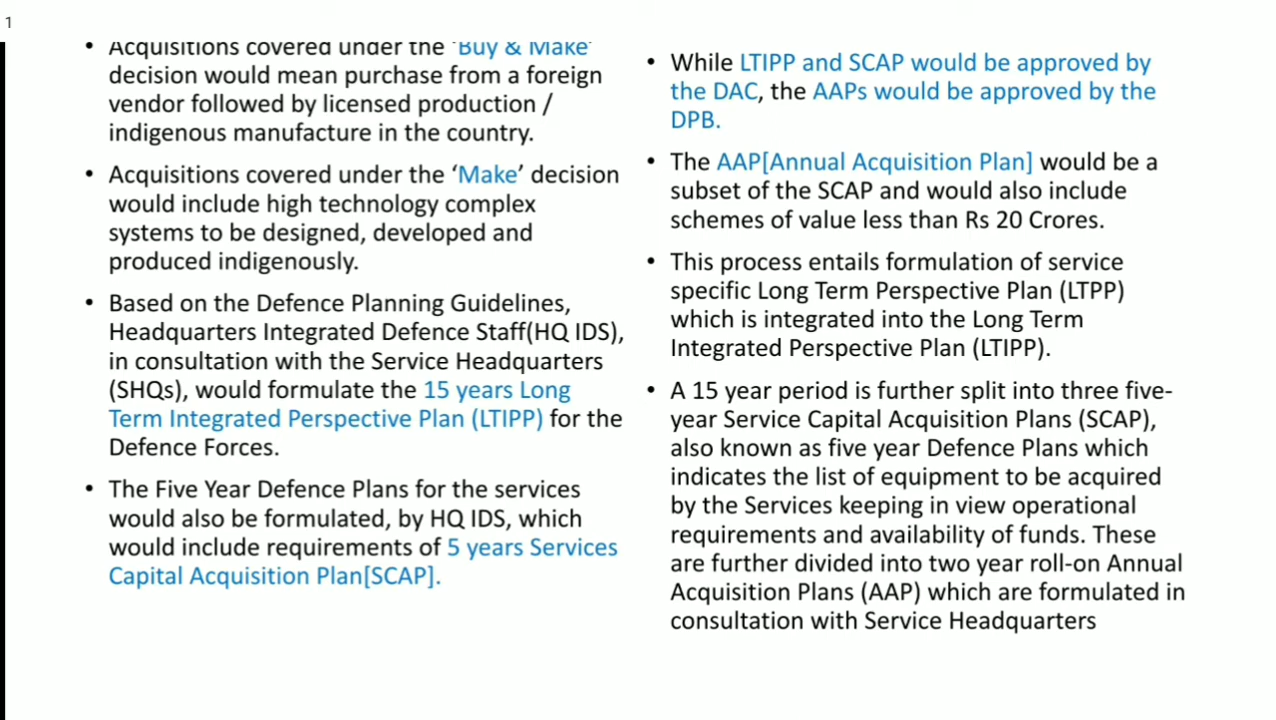 1
• Acquisitions covered under the 'Buy & Make'
decision would mean purchase from a foreign
vendor followed by licensed production /
indigenous manufacture in the country.
• Acquisitions covered under the ‘Make’ decision
would include high technology complex
systems to be designed, developed and
produced indigenously.
• Based on the Defence Planning Guidelines,
Headquarters Integrated Defence Staff(HQ IDS),
in consultation with the Service Headquarters
(SHQs), would formulate the 15 years Long
Term Integrated Perspective Plan (LTIPP) for the
Defence Forces.
• The Five Year Defence Plans for the services
would also be formulated, by HQ IDS, which
would include requirements of 5 years Services
Capital Acquisition Plan[SCAP].
• While LTIPP and SCAP would be approved by
the DAC, the AAPs would be approved by the
DPB.
• The AAP[Annual Acquisition Plan] would be a
subset of the SCAP and would also include
schemes of value less than Rs 20 Crores.
• This process entails formulation of service
specific Long Term Perspective Plan (LTPP)
which is integrated into the Long Term
Integrated Perspective Plan (LTIPP).
• A 15 year period is further split into three five-
year Service Capital Acquisition Plans (SCAP),
also known as five year Defence Plans which
indicates the list of equipment to be acquired
by the Services keeping in view operational
requirements and availability of funds. These
are further divided into two year roll-on Annual
Acquisition Plans (AAP) which are formulated in
consultation with Service Headquarters